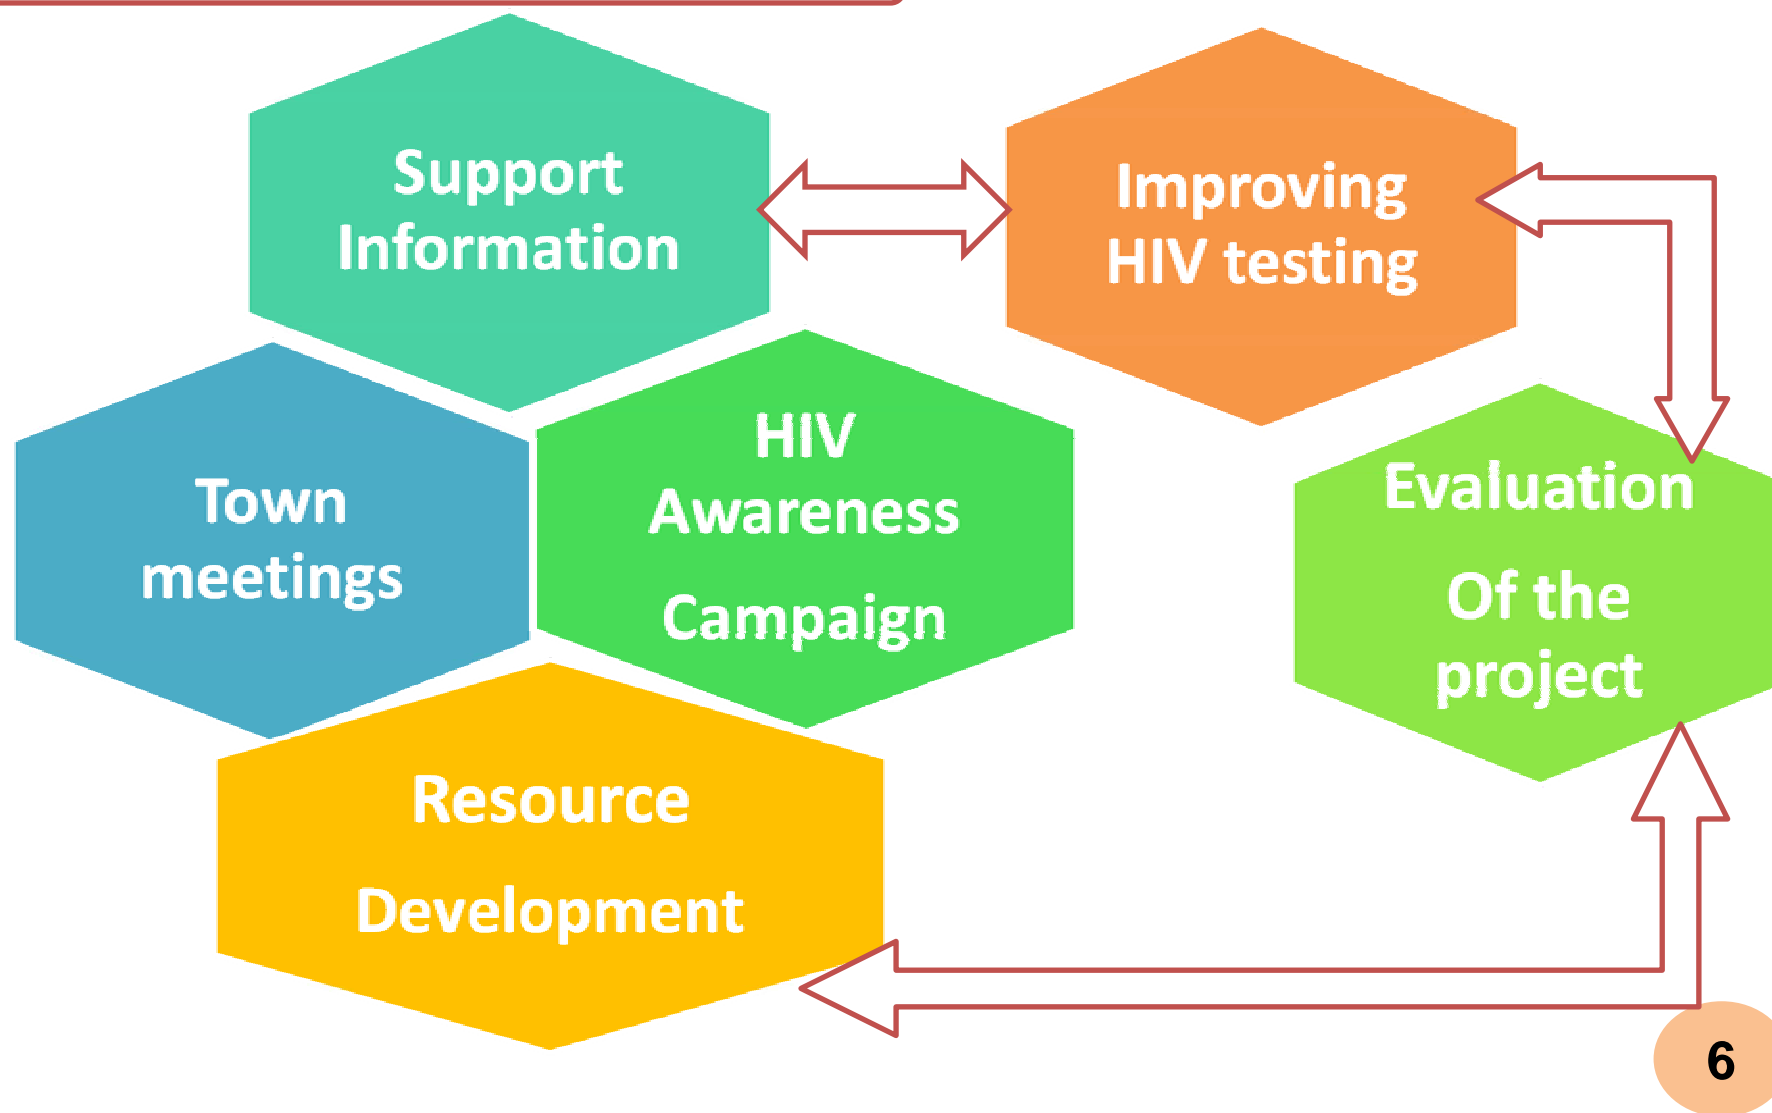 Support
Information
Improving
HIV testing
Town
meetings
HIV
Awareness
Campaign
Evaluation
Of the
project
Resource
Development
6